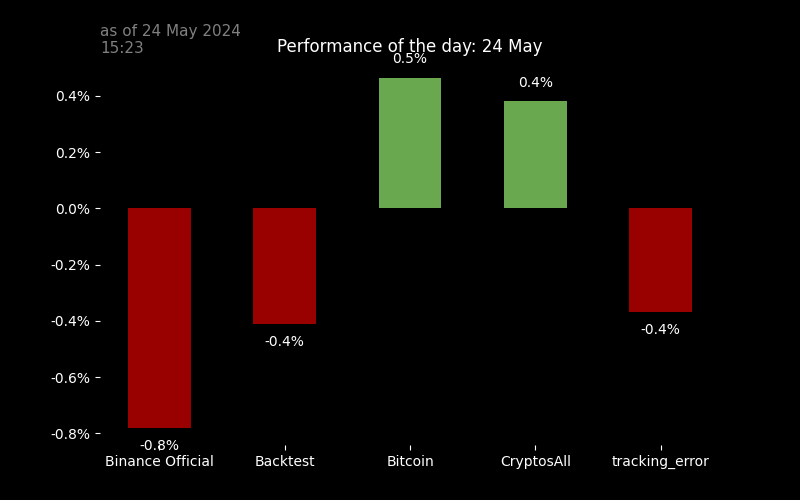 as of 24 May 2024
15:23
Performance of the day: 24 May
0.5%
0.4%
0.4%
0.2%
0.0%
-0.2%
-0.4%
-0.6%
-0.8%
-0.4%
-0.4%
-0.8%
Binance Official
Backtest
Bitcoin
CryptosAll
tracking_error